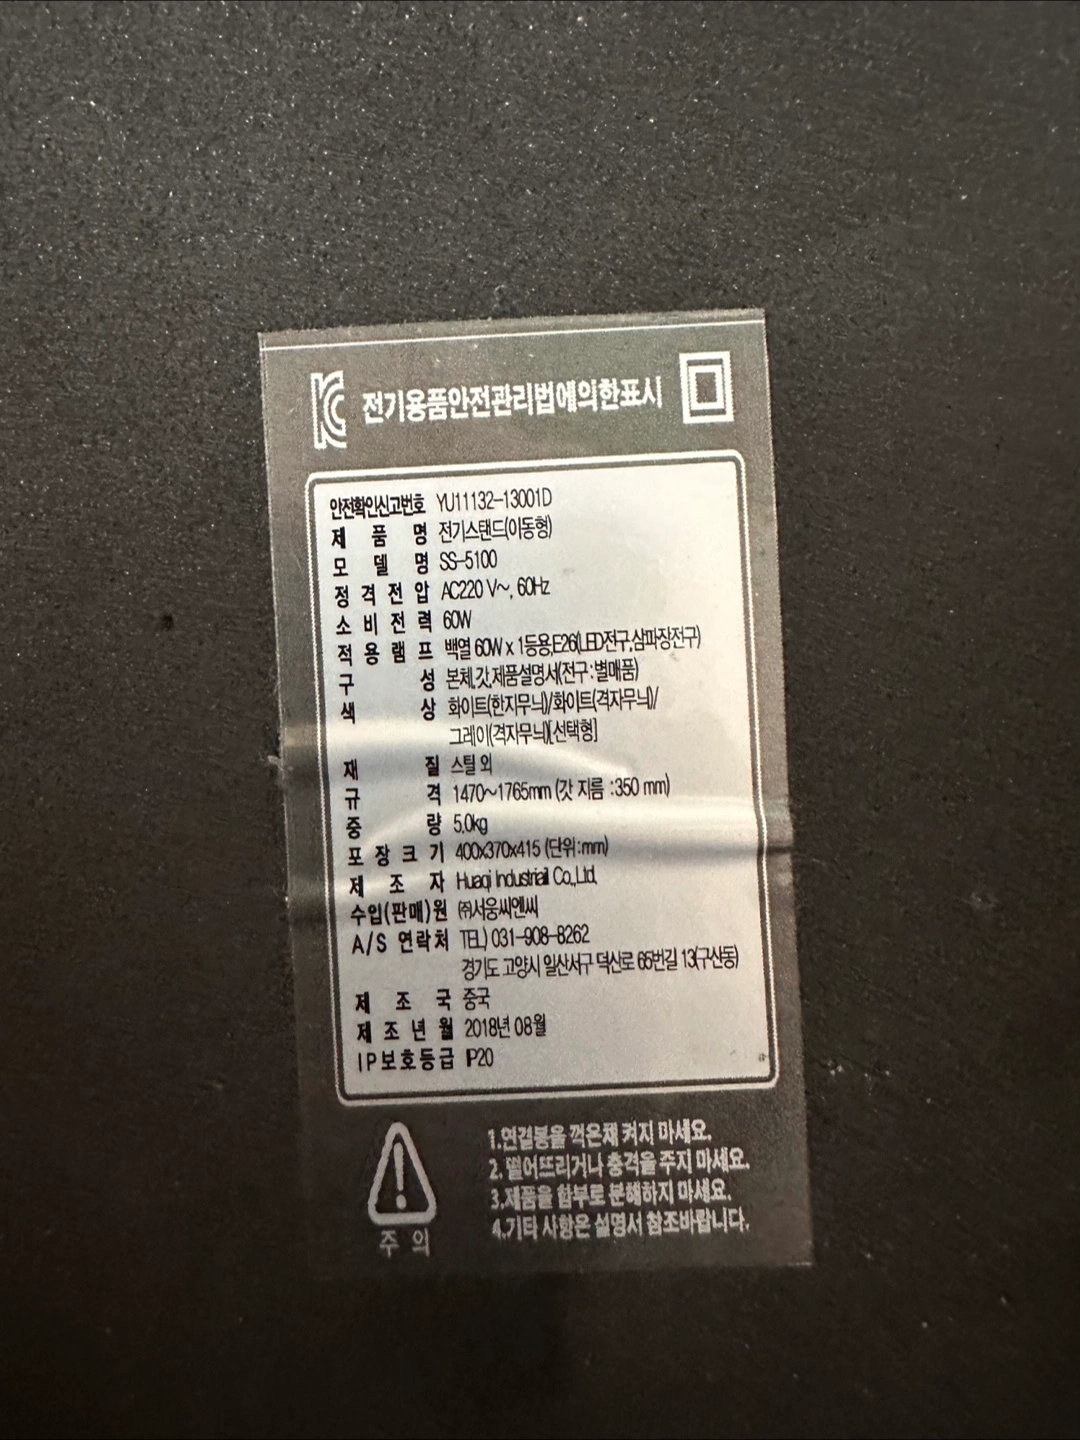 전기용품안전관리법에의한표시
안전확인신고번호 YU11132-13001D
제 품 명 전기스탠드(이동형)
모 델 명 SS-5100
정 격 전 압 AC220 V~, 60Hz
소 비 전 력 60W
적 용 램 프 백열 60W x 1등용,E26(LED전구,삼파장전구)
구 성 본체,갓,제품설명서(전구:별매품)
색 상 화이트(한지무늬)/화이트(격자무늬)/
그레이(격자무늬)[선택형]
재 질 스틸 외
규 격 1470~1765mm (갓 지름 :350 mm)
중 량 5.0kg
포 장 크 기 400x370x415 (단위:mm)
제 조 자 Huaqi Industriail Co.,Ltd.
수입(판매)원 ㈜서웅씨엔씨
A/S 연락처 TEL) 031-908-8262
경기도 고양시 일산서구 덕산로 65번길 13(구산동)
제 조 국 중국
제 조 년 월 2018년 08월
IP보호등급 IP20
1.연결봉을 꺽은채 켜지 마세요.
2.떨어뜨리거나 충격을 주지 마세요.
3.제품을 함부로 분해하지 마세요.
4.기타 사항은 설명서 참조바랍니다.
주 의